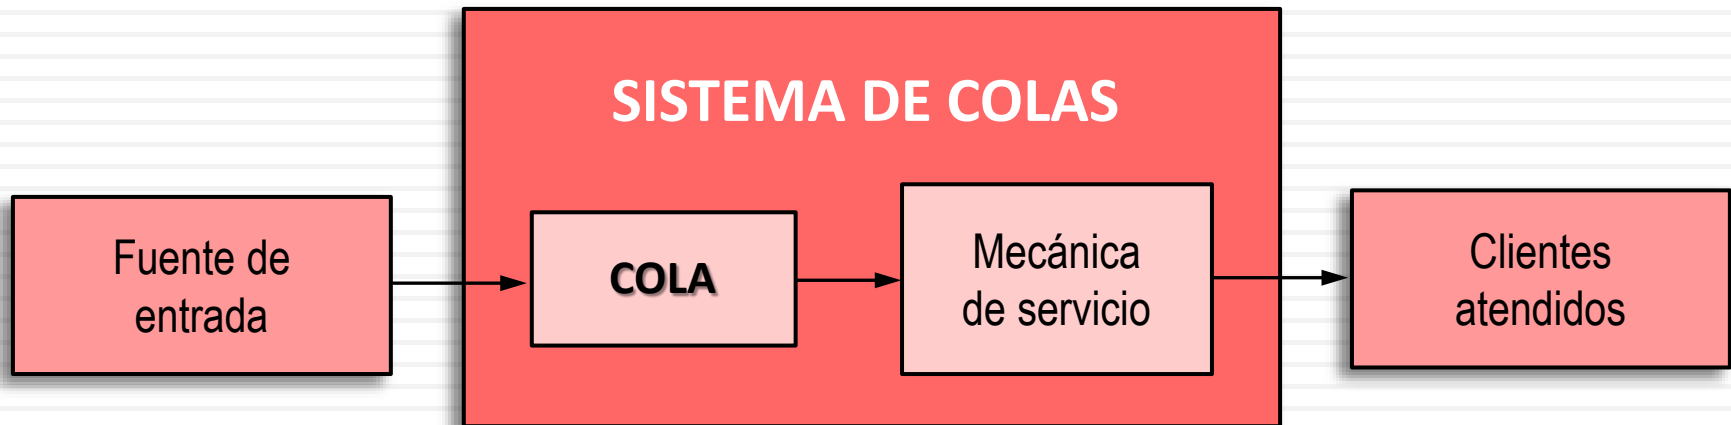 SISTEMA DE COLAS
Fuente de
entrada
COLA
Mecánica
de servicio
Clientes
atendidos